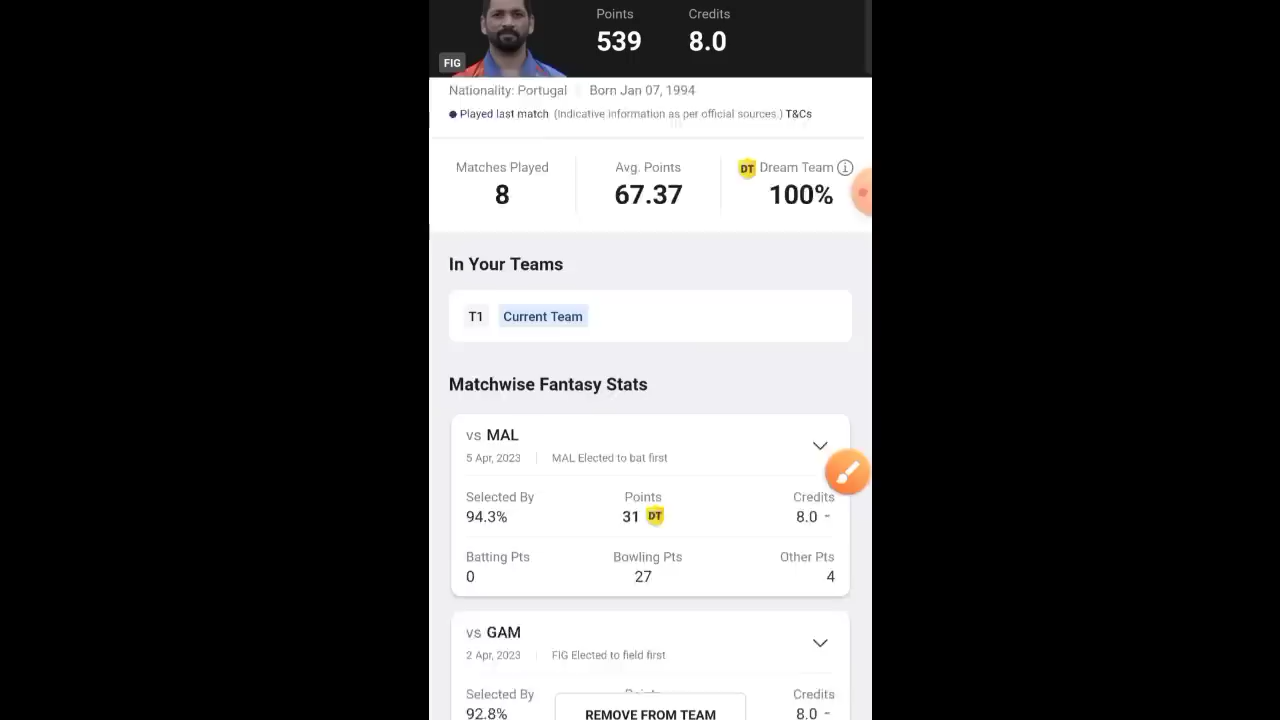 Points Credits
539 8.0
FIG
Nationality: Portugal Born Jan 07, 1994
Played last match (Indicative information as per official sources.) T&Cs
Matches Played Avg. Points DT Dream Team
8 67.37 100%
In Your Teams
T1 Current Team
Matchwise Fantasy Stats
vs MAL
5 Apr, 2023 MAL Elected to bat first
Selected By Points Credits
94.3% 31 DT 8.0 -
Batting Pts Bowling Pts Other Pts
0 27 4
vs GAM
2 Apr, 2023 FIG Elected to field first
Selected By Credits
92.8% 8.0 -
REMOVE FROM TEAM